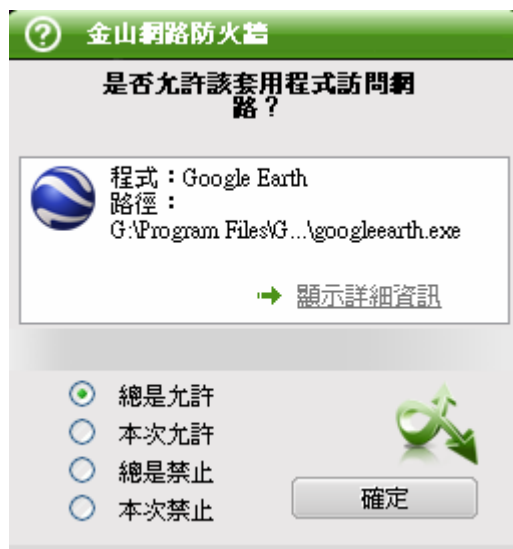 金山網路防火牆
是否允許該套用程式訪問網
路？
程式：Google Earth
路徑：
G:\Program Files\G...\googleearth.exe
顯示詳細資訊
總是允許
本次允許
總是禁止
本次禁止
確定